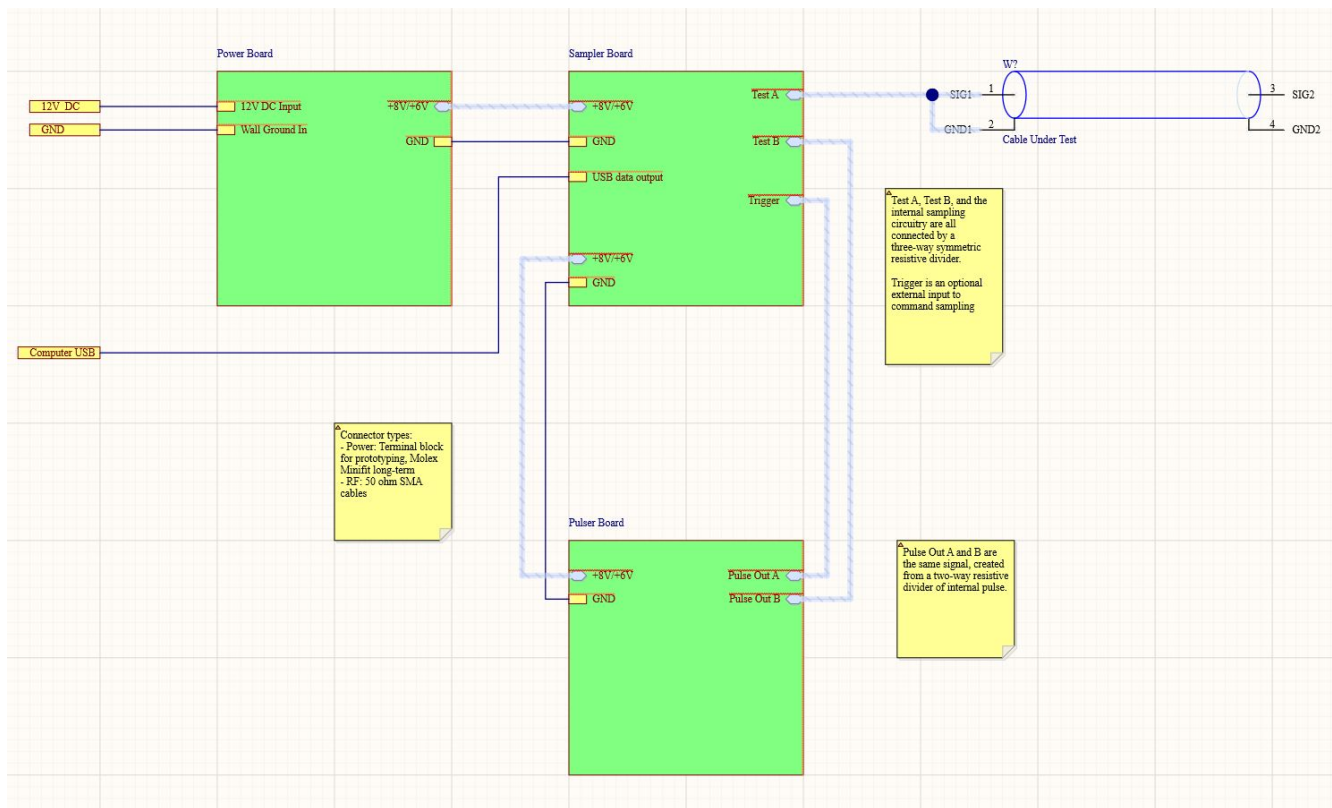 Power Board
Sampler Board
W?
12V DC
12V DC Input
+8V/+6V
+8V/+6V
Test A
SIG1
1
3
SIG2
GND
Wall Ground In
GND
GND
Test B
GND1
2
4
GND2
Cable Under Test
USB data output
Trigger
Test A, Test B, and the
internal sampling
circuitry are all
connected by a
three-way symmetric
resistive divider.
Trigger is an optional
external input to
command sampling
+8V/+6V
GND
Computer USB
Connector types:
- Power: Terminal block
for prototyping, Molex
Minifit long-term
- RF: 50 ohm SMA
cables
Pulser Board
+8V/+6V
Pulse Out A
GND
Pulse Out B
Pulse Out A and B are
the same signal, created
from a two-way resistive
divider of internal pulse.